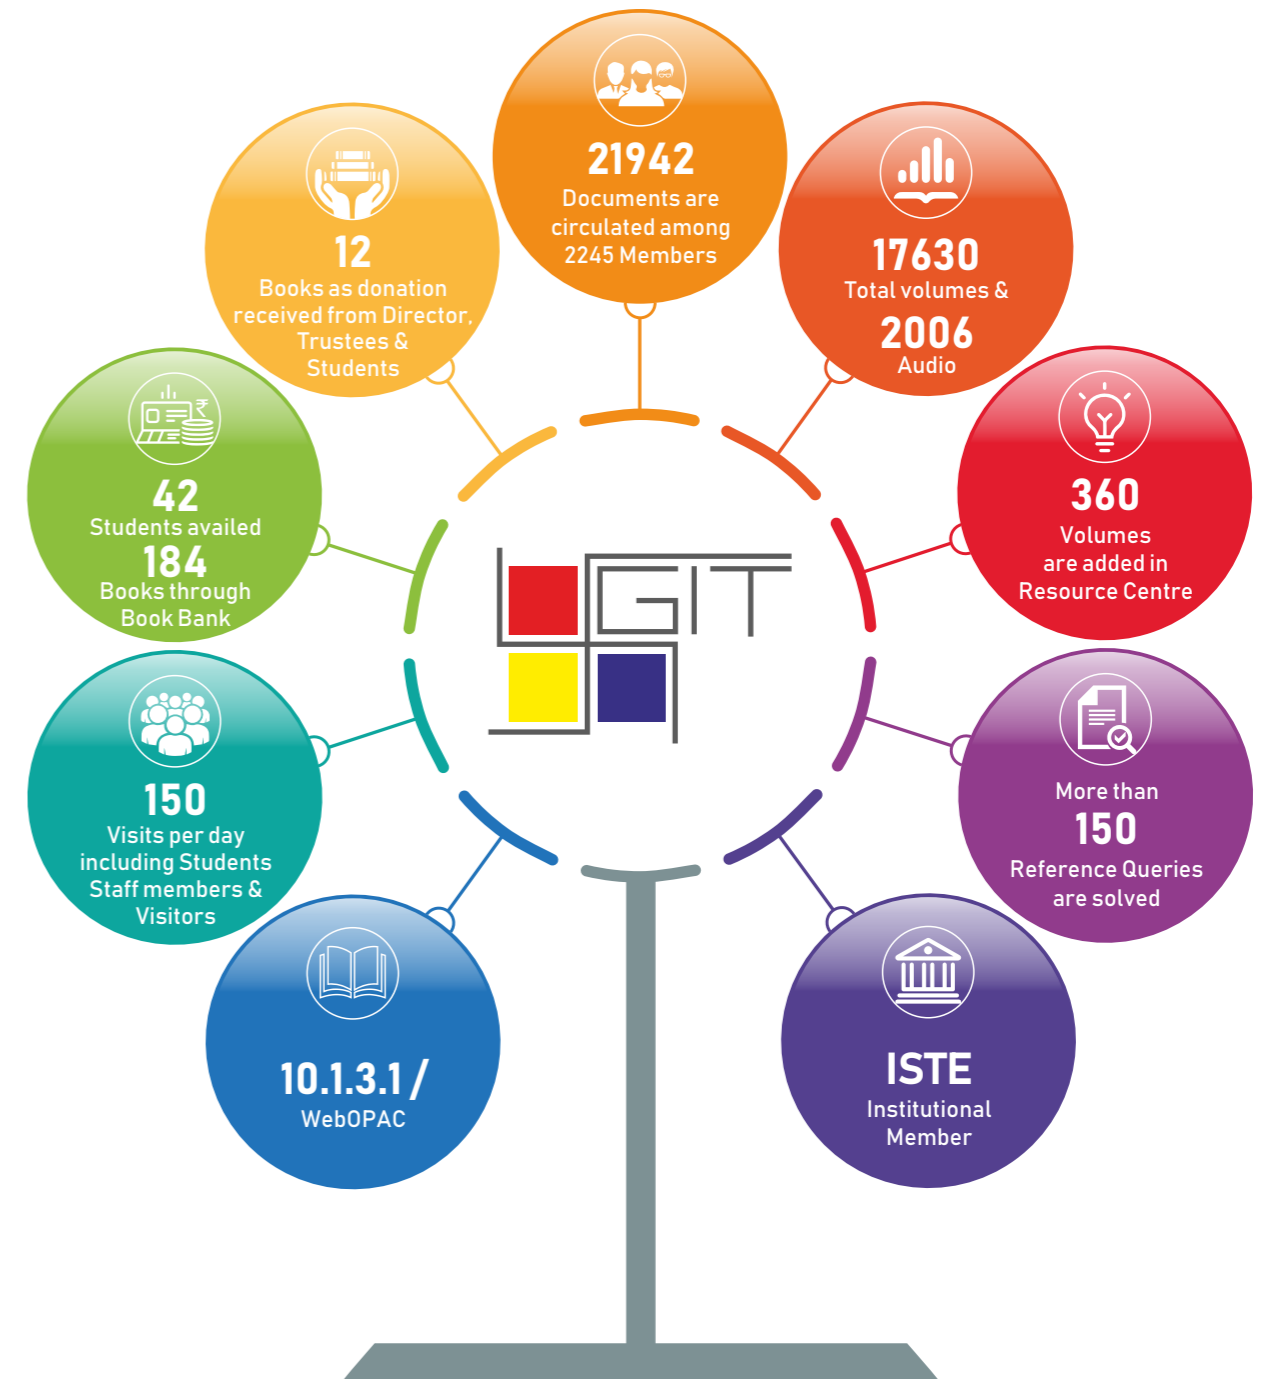 21942
Documents are
circulated among
2245 Members
17630
Total volumes &
2006
Audio
360
Volumes
are added in
Resource Centre
More than
150
Reference Queries
are solved
ISTE
Institutional
Member
10.1.3.1 /
WebOPAC
150
Visits per day
including Students
Staff members &
Visitors
42
Students availed
184
Books through
Book Bank
12
Books as donation
received from Director,
Trustees &
Students
GIT